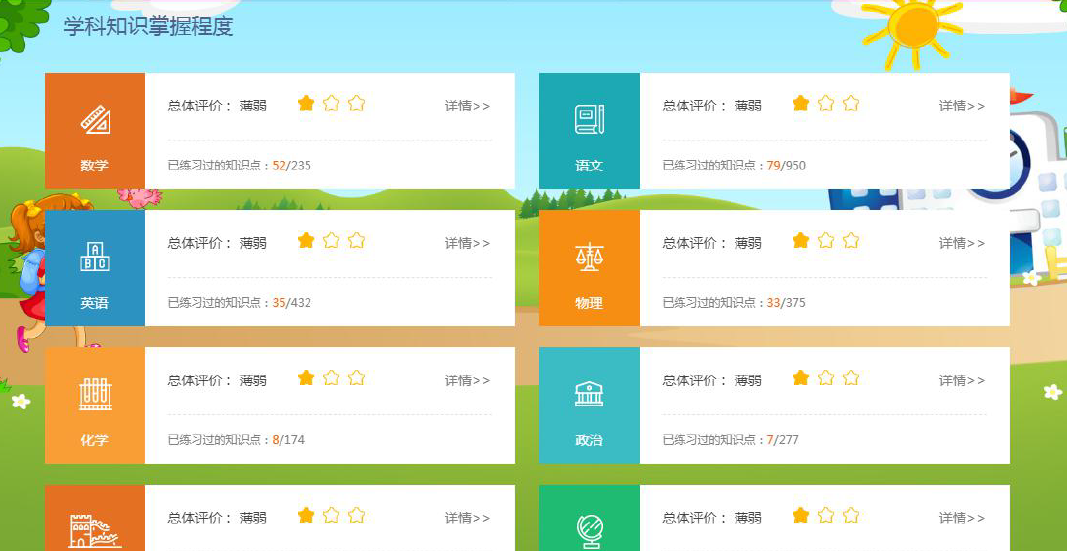 学科知识掌握程度
总体评价： 薄弱 详情>>
数学
已练习过的知识点：52/235
总体评价： 薄弱 详情>>
语文
已练习过的知识点：79/950
A
B C
总体评价： 薄弱 详情>>
英语
已练习过的知识点：35/432
总体评价： 薄弱 详情>>
物理
已练习过的知识点：33/375
总体评价： 薄弱 详情>>
化学
已练习过的知识点：8/174
总体评价： 薄弱 详情>>
政治
已练习过的知识点：7/277
总体评价： 薄弱 详情>>
总体评价： 薄弱 详情>>